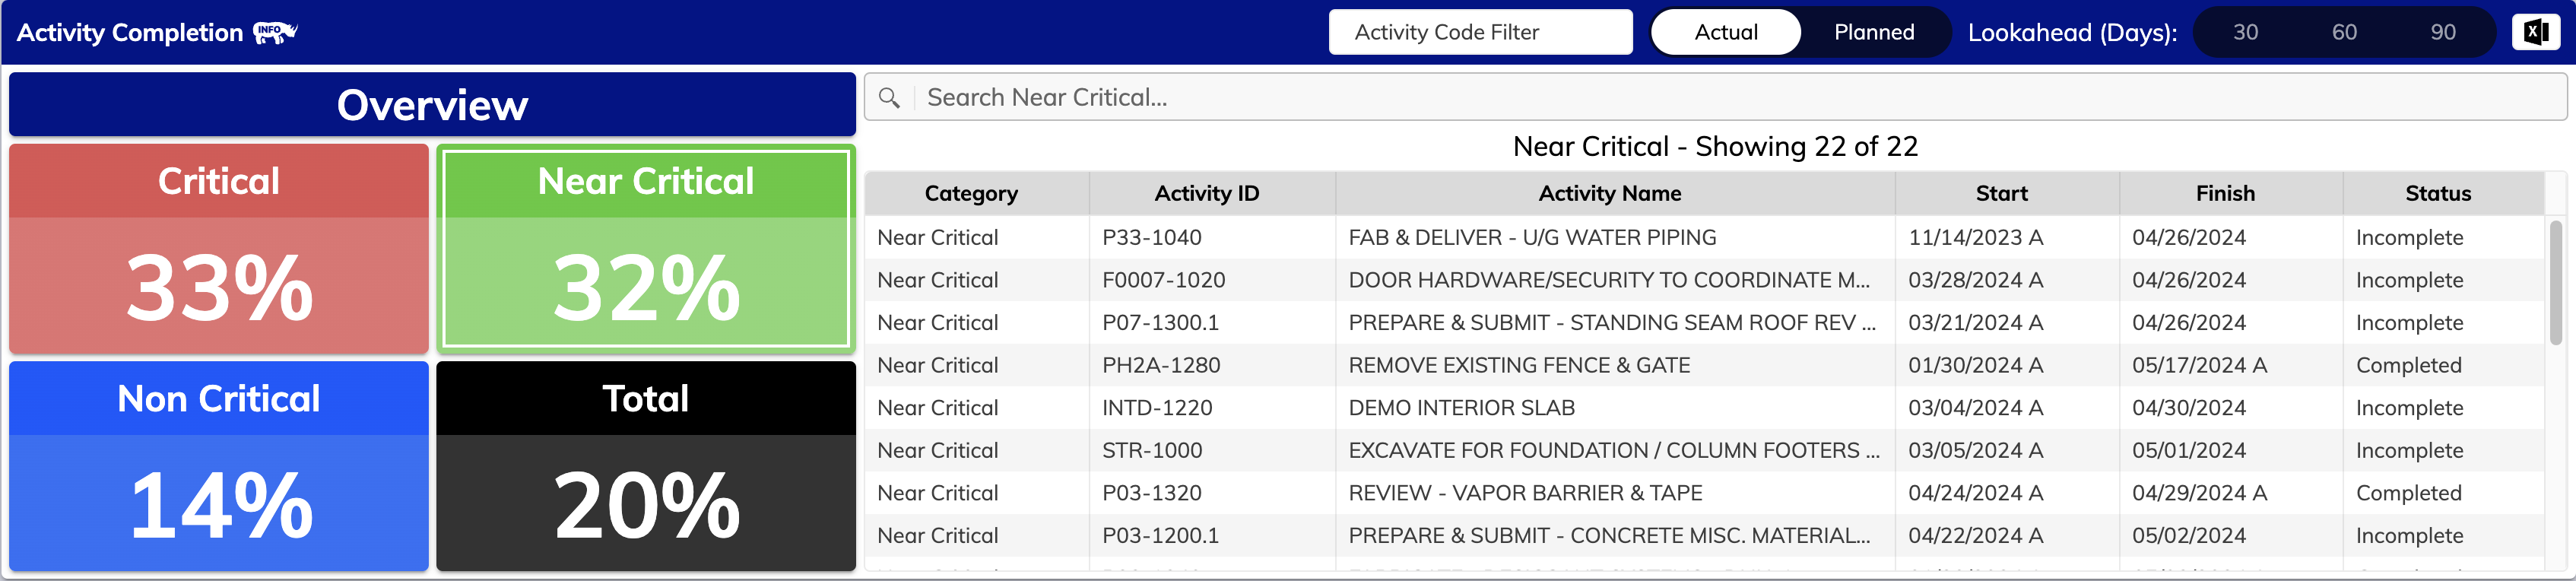 Activity Completion INFO Activity Code Filter Actual Planned Lookahead (Days): 30 60 90 X
Overview
Critical
33%
Near Critical
32%
Non Critical
14%
Total
20%
Search Near Critical...
Near Critical - Showing 22 of 22
Category Activity ID Activity Name Start Finish Status
Near Critical P33-1040 FAB & DELIVER - U/G WATER PIPING 11/14/2023 A 04/26/2024 Incomplete
Near Critical F0007-1020 DOOR HARDWARE/SECURITY TO COORDINATE M... 03/28/2024 A 04/26/2024 Incomplete
Near Critical P07-1300.1 PREPARE & SUBMIT - STANDING SEAM ROOF REV ... 03/21/2024 A 04/26/2024 Incomplete
Near Critical PH2A-1280 REMOVE EXISTING FENCE & GATE 01/30/2024 A 05/17/2024 A Completed
Near Critical INTD-1220 DEMO INTERIOR SLAB 03/04/2024 A 04/30/2024 Incomplete
Near Critical STR-1000 EXCAVATE FOR FOUNDATION / COLUMN FOOTERS ... 03/05/2024 A 05/01/2024 Incomplete
Near Critical P03-1320 REVIEW - VAPOR BARRIER & TAPE 04/24/2024 A 04/29/2024 A Completed
Near Critical P03-1200.1 PREPARE & SUBMIT - CONCRETE MISC. MATERIAL... 04/22/2024 A 05/02/2024 Incomplete